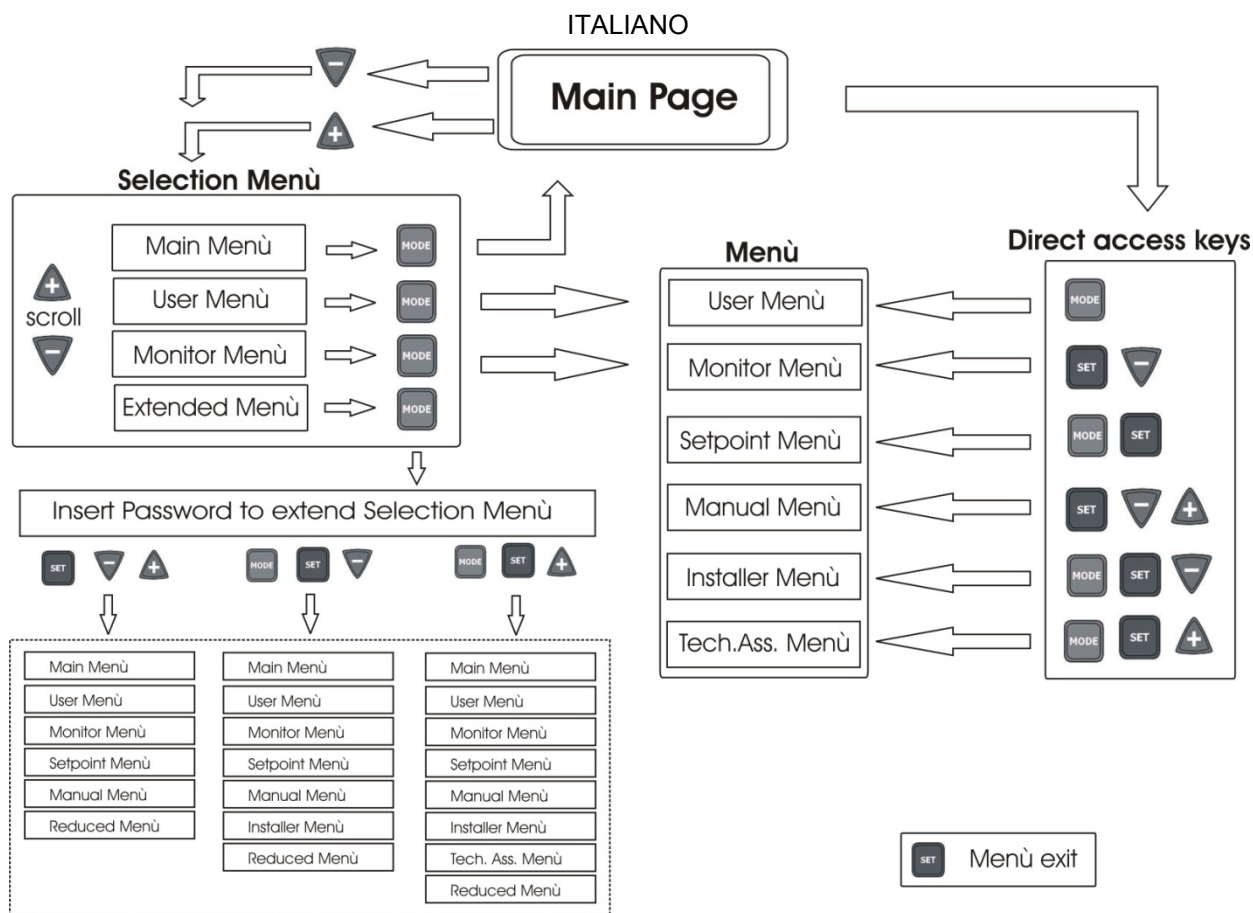 ITALIANO
Main Page
−
+
Selection Menù
+
scroll
−
Main Menù MODE
User Menù MODE
Monitor Menù MODE
Extended Menù MODE
Insert Password to extend Selection Menù
SET − +
MODE SET −
MODE SET +
Main Menù
User Menù
Monitor Menù
Setpoint Menù
Manual Menù
Reduced Menù
Main Menù
User Menù
Monitor Menù
Setpoint Menù
Manual Menù
Installer Menù
Reduced Menù
Main Menù
User Menù
Monitor Menù
Setpoint Menù
Manual Menù
Installer Menù
Tech. Ass. Menù
Reduced Menù
Menù
User Menù
Monitor Menù
Setpoint Menù
Manual Menù
Installer Menù
Tech.Ass. Menù
Direct access keys
MODE
SET −
MODE SET
SET − +
MODE SET −
MODE SET +
SET Menù exit